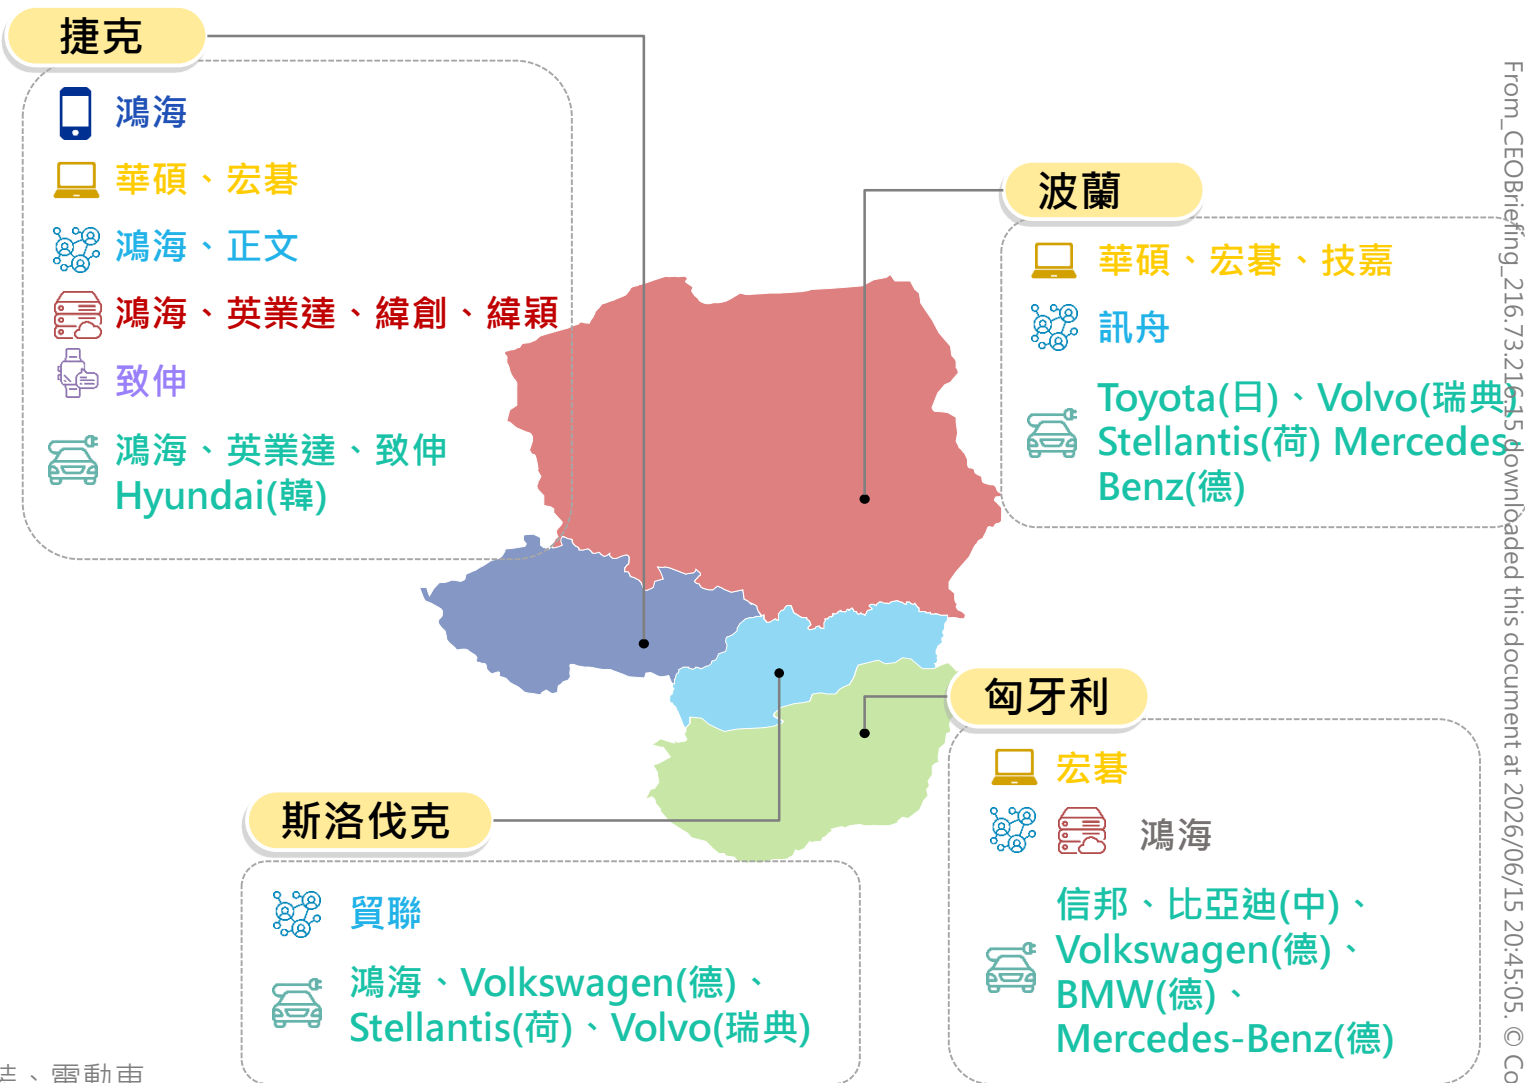 捷克
鴻海
華碩、宏碁
鴻海、正文
鴻海、英業達、緯創、緯穎
致伸
鴻海、英業達、致伸
Hyundai(韓)
波蘭
華碩、宏碁、技嘉
訊舟
Toyota(日)、Volvo(瑞典)
Stellantis(荷) Mercedes
Benz(德)
匈牙利
宏碁
鴻海
信邦、比亞迪(中)、
Volkswagen(德)、
BMW(德)、
Mercedes-Benz(德)
斯洛伐克
貿聯
鴻海、Volkswagen(德)、
Stellantis(荷)、Volvo(瑞典)
、電動車
From_CEOBriefing_216.73.216.15 downloaded this document at 2026/06/15 20:45:05. © Co